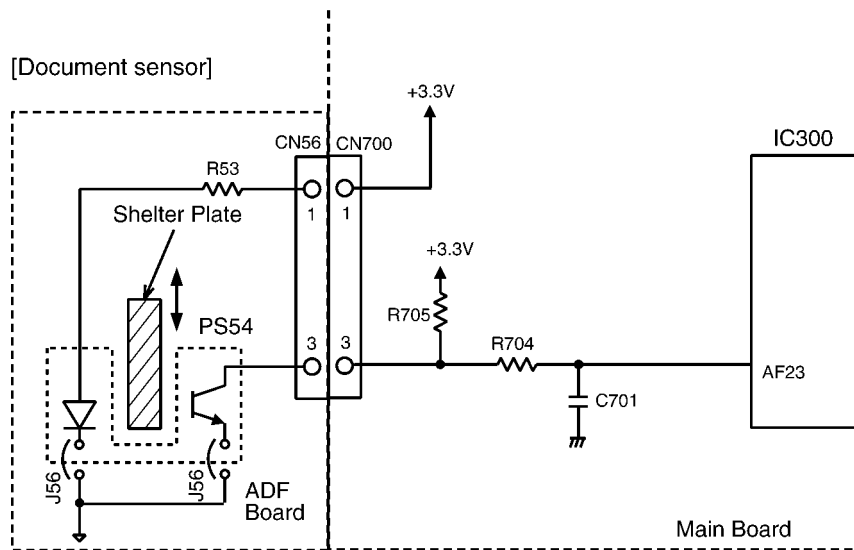 [Document sensor]
+3.3V
CN56
CN700
IC300
R53
1
1
Shelter Plate
+3.3V
PS54
R705
3
3
R704
AF23
C701
J56
J56
ADF
Board
Main Board